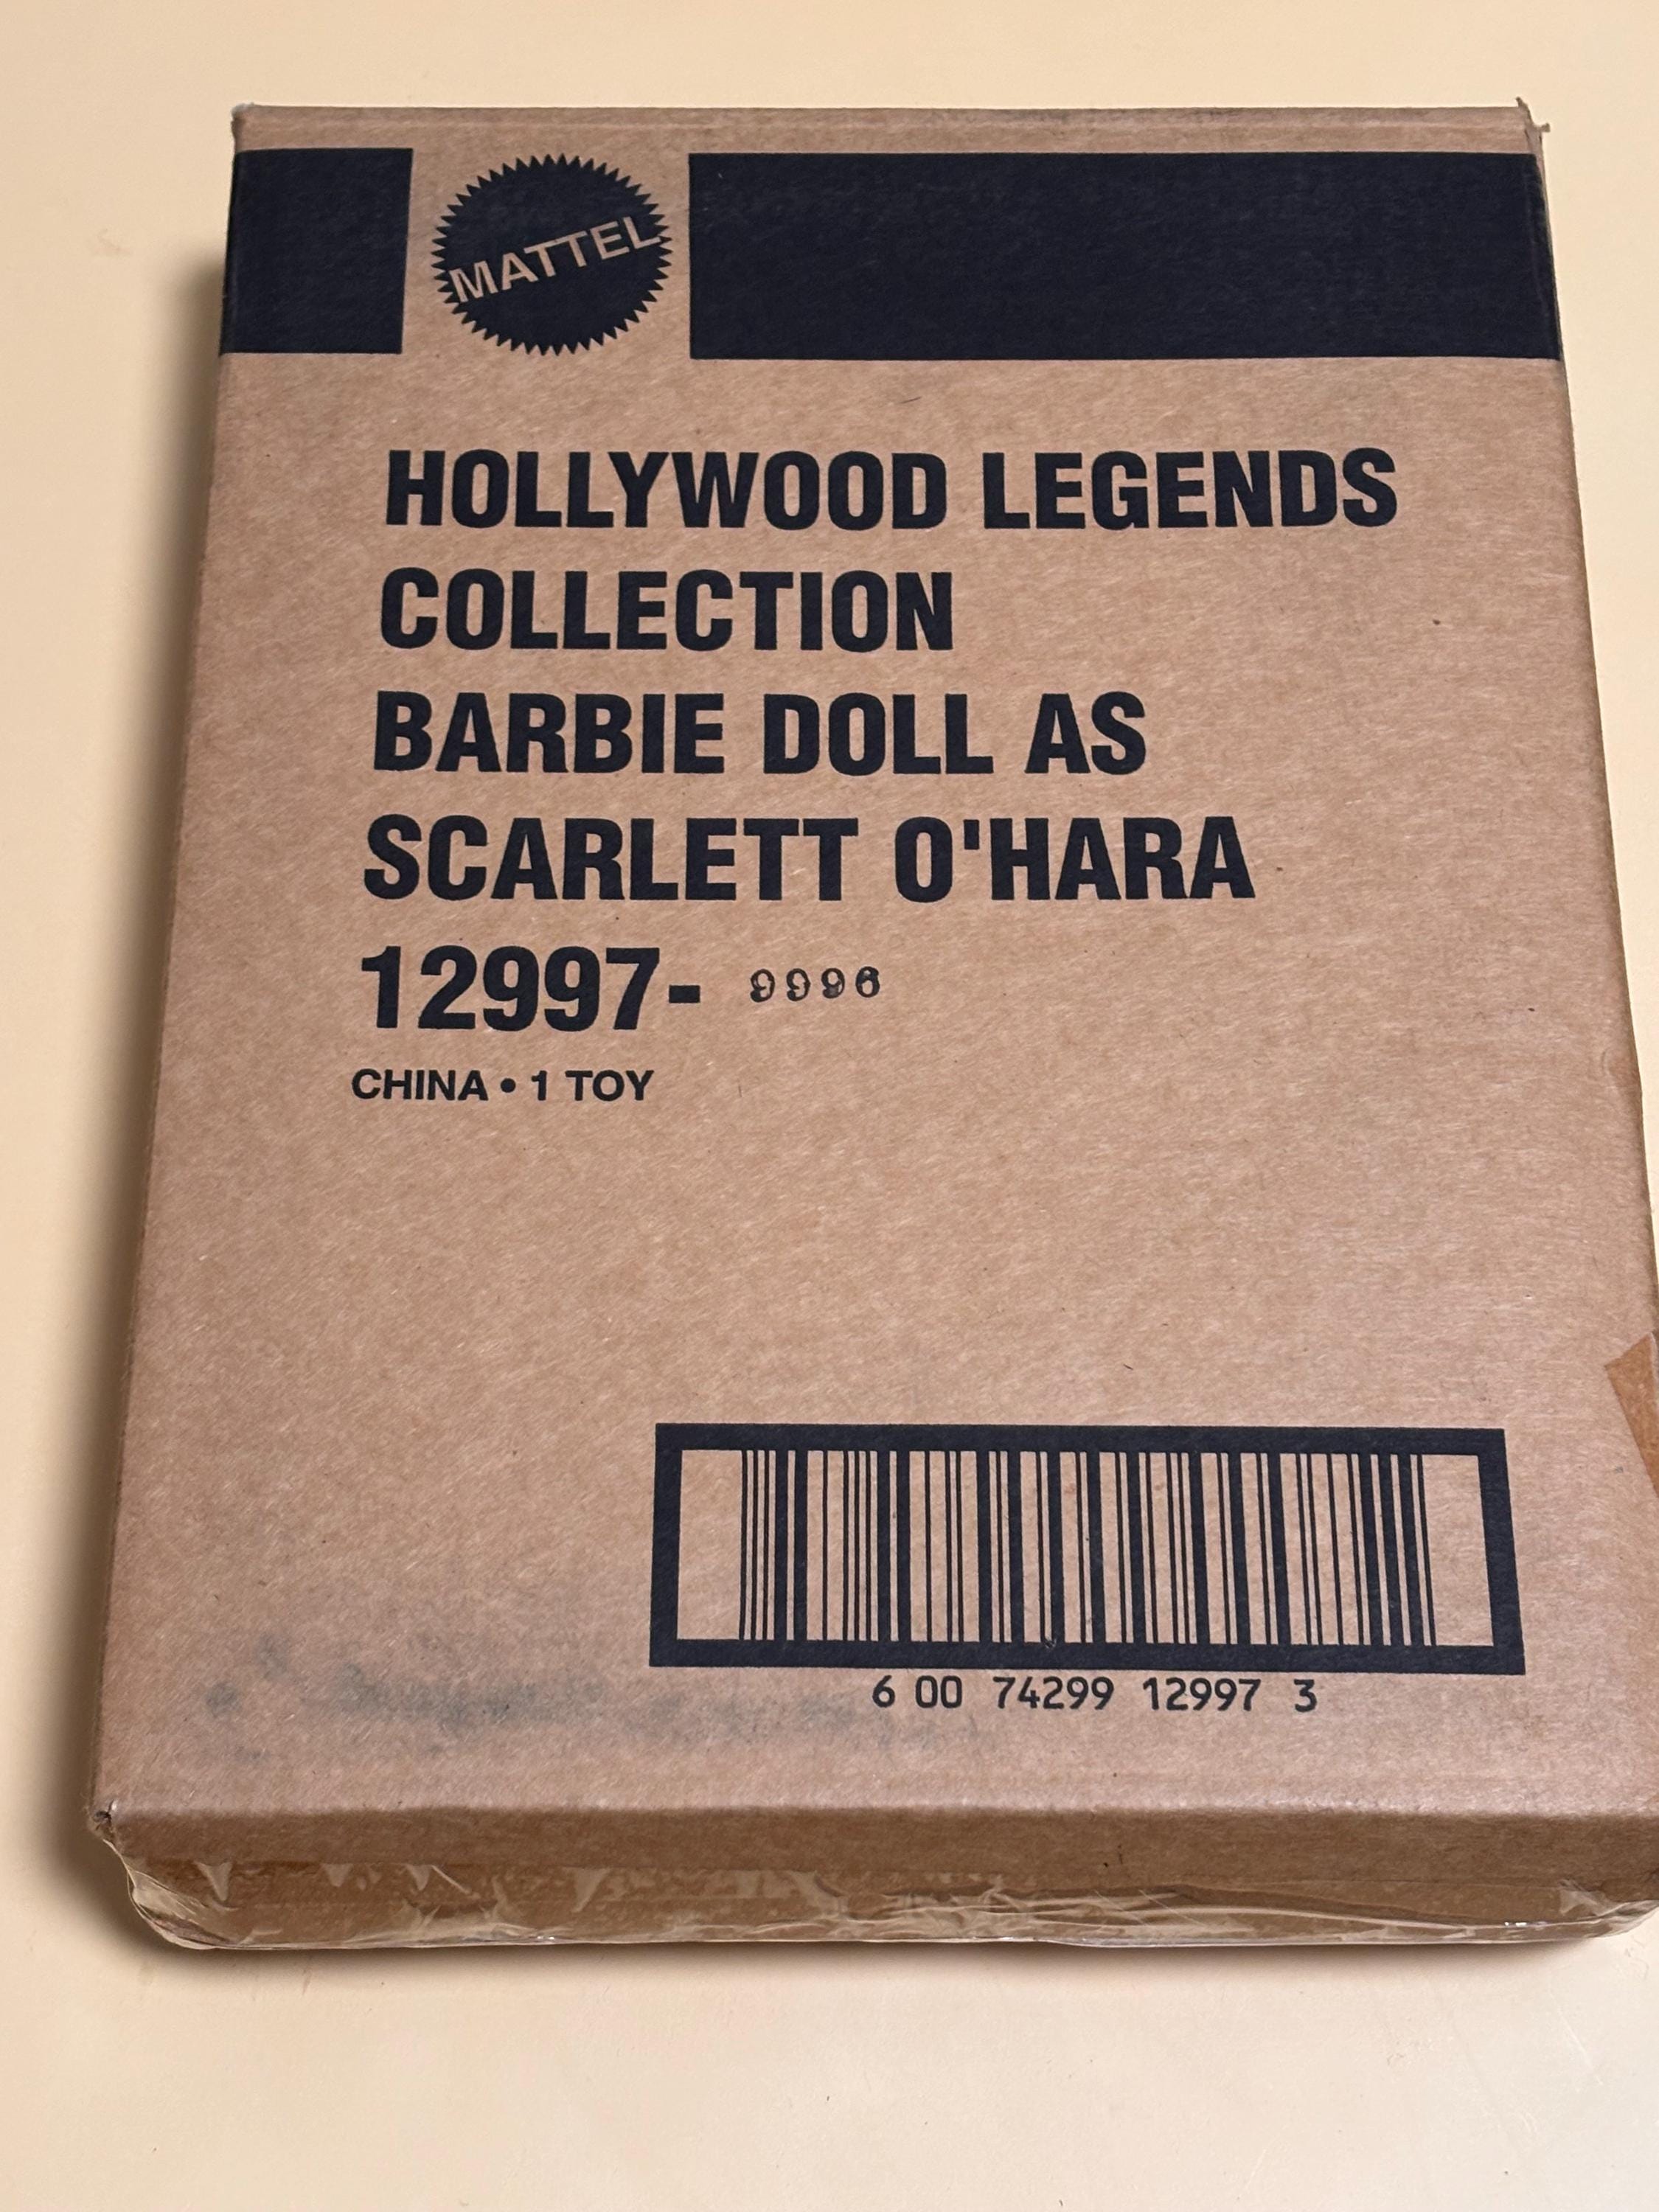 MATTEL
HOLLYWOOD LEGENDS
COLLECTION
BARBIE DOLL AS
SCARLETT O'HARA
12997- 9996
CHINA • 1 TOY
6 00 74299 12997 3